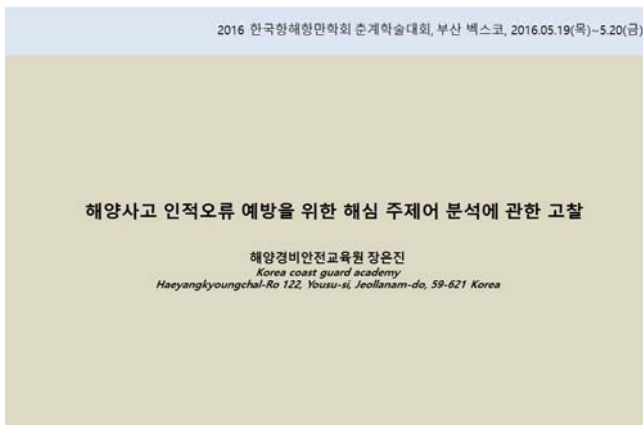 2016 한국항해항만학회 춘계학술대회, 부산 벡스코, 2016.05.19(목)~5.20(금)
해양사고 인적오류 예방을 위한 해심 주제어 분석에 관한 고찰
해양경비안전교육원 장은진
Korea coast guard academy
Haeyangkyoungchal-Ro 122, Yousu-si, Jeollanam-do, 59-621 Korea